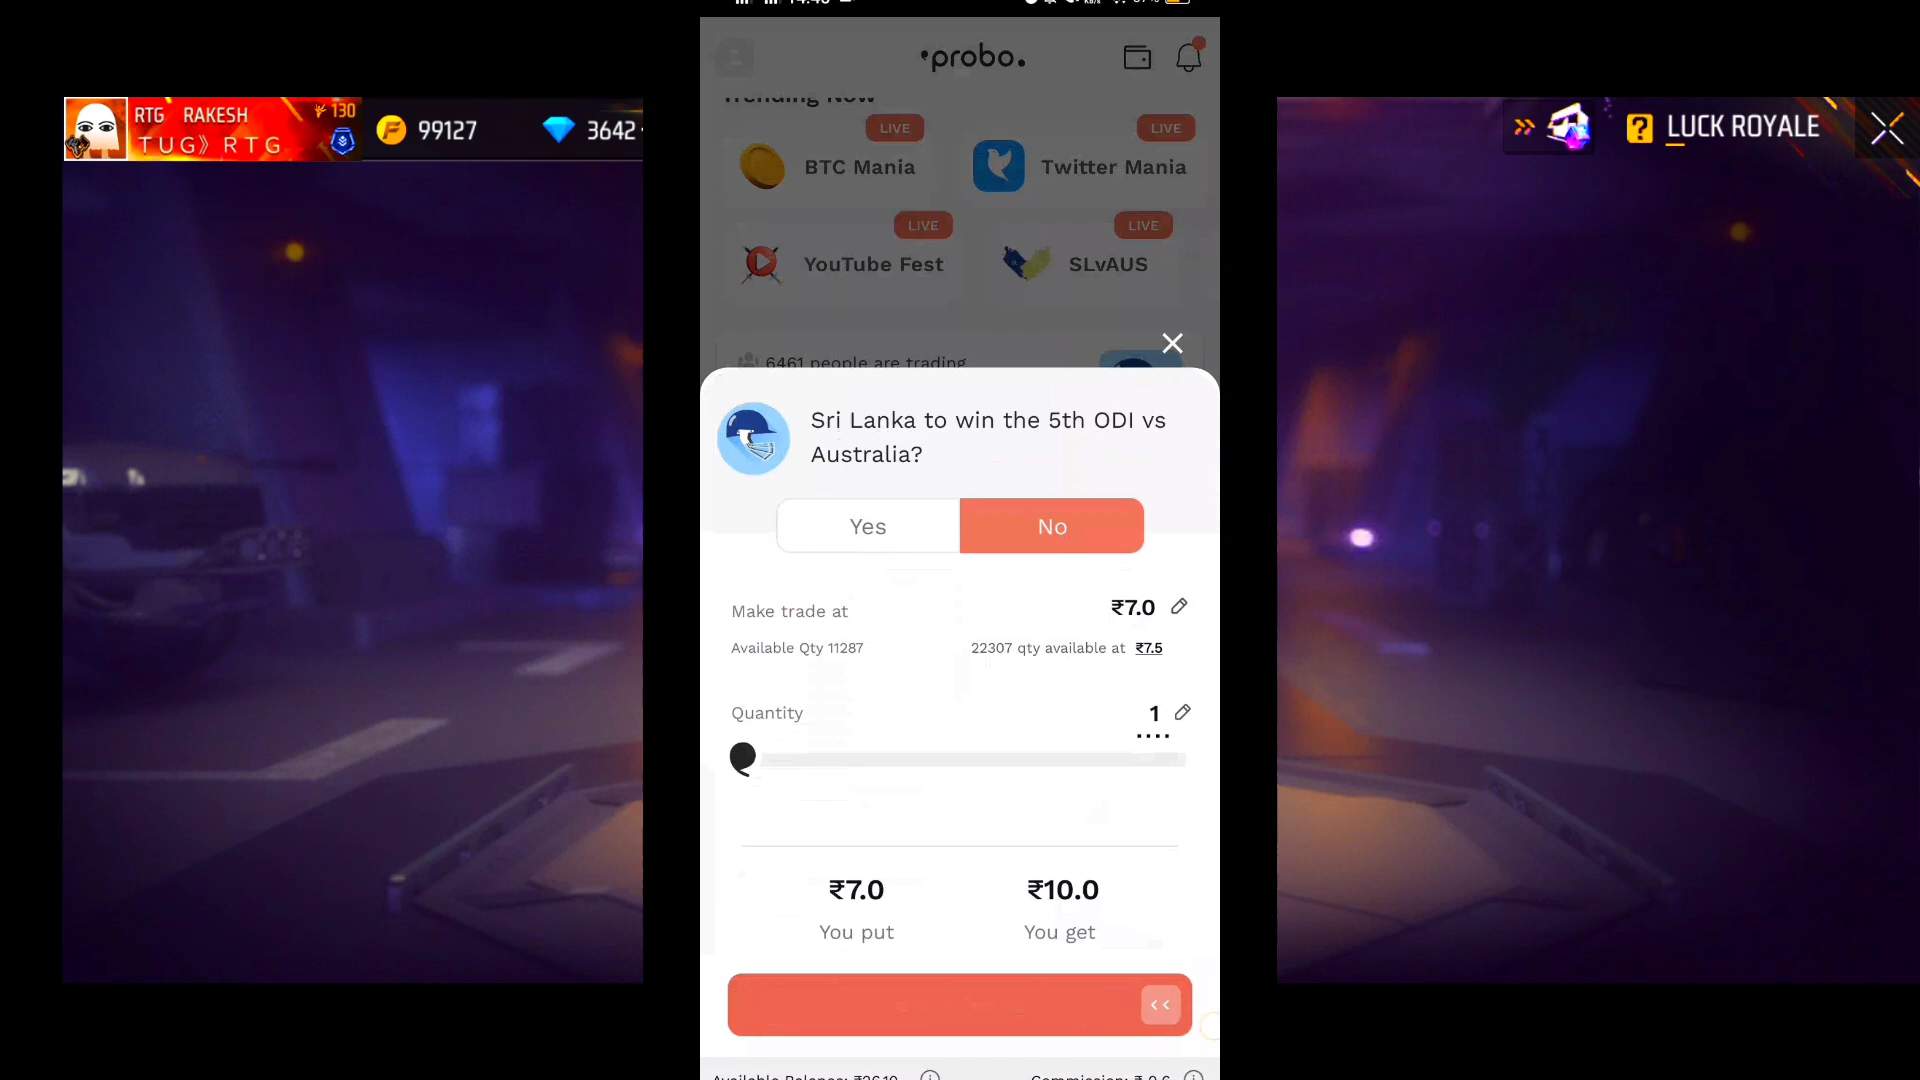 RTG RAKESH
130
TUG》RTG
99127
3642
LUCK ROYALE
probo.
Trending Now
LIVE
BTC Mania
LIVE
Twitter Mania
LIVE
YouTube Fest
LIVE
SLvAUS
6461 people are trading
Sri Lanka to win the 5th ODI vs
Australia?
Yes
No
Make trade at
₹7.0
Available Qty 11287
22307 qty available at ₹7.5
Quantity
1
₹7.0
₹10.0
You put
You get